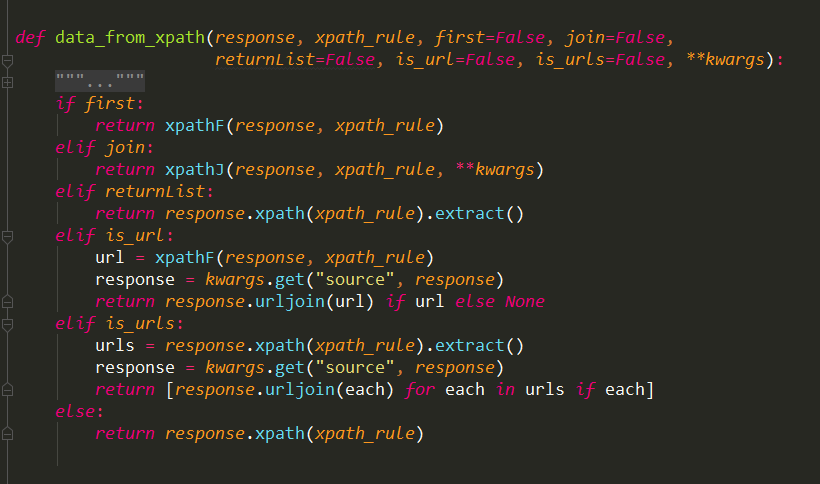 def data_from_xpath(response, xpath_rule, first=False, join=False,
                    returnList=False, is_url=False, is_urls=False, **kwargs):
    """..."""
    if first:
        return xpathF(response, xpath_rule)
    elif join:
        return xpathJ(response, xpath_rule, **kwargs)
    elif returnList:
        return response.xpath(xpath_rule).extract()
    elif is_url:
        url = xpathF(response, xpath_rule)
        response = kwargs.get("source", response)
        return response.urljoin(url) if url else None
    elif is_urls:
        urls = response.xpath(xpath_rule).extract()
        response = kwargs.get("source", response)
        return [response.urljoin(each) for each in urls if each]
    else:
        return response.xpath(xpath_rule)